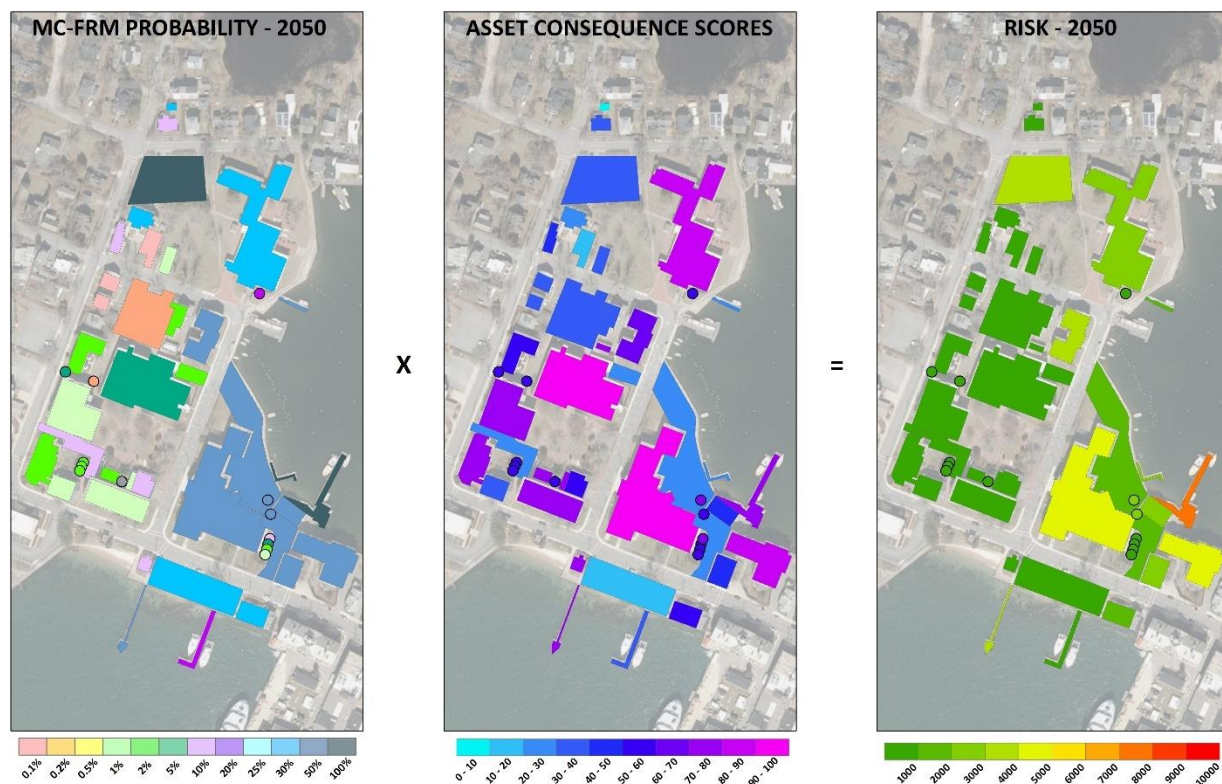 MC-FRM PROBABILITY - 2050
ASSET CONSEQUENCE SCORES
RISK - 2050
X
=
0.1%
0.2%
0.5%
1%
2%
5%
10%
20%
25%
30%
50%
100%
0 - 10
10 - 20
20 - 30
30 - 40
40 - 50
50 - 60
60 - 70
70 - 80
80 - 90
90 - 100
1000
2000
3000
4000
5000
6000
7000
8000
9000
10000